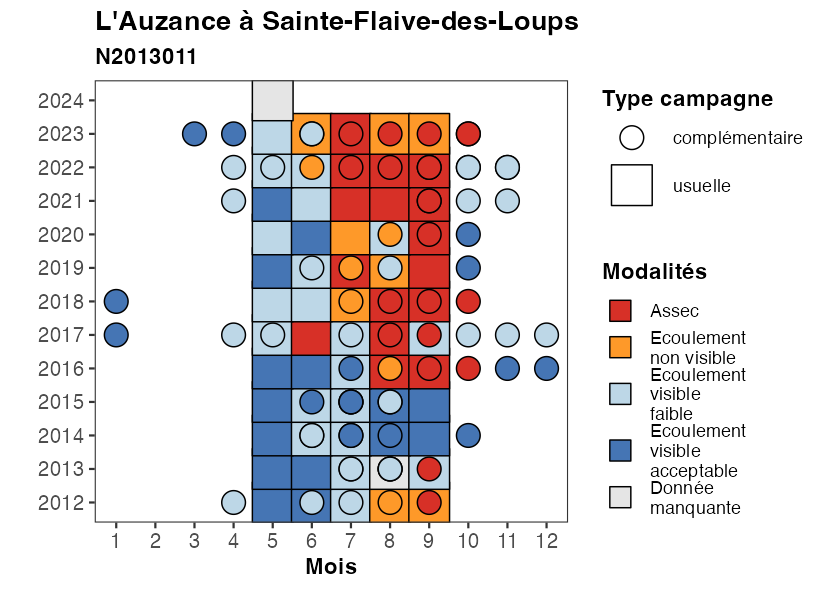 L'Auzance à Sainte-Flaive-des-Loups
N2013011
2024
2023
2022
2021
2020
2019
2018
2017
2016
2015
2014
2013
2012
1 2 3 4 5 6 7 8 9 10 11 12
Mois
Type campagne
complémentaire
usuelle
Modalités
Assec
Ecoulement
non visible
Ecoulement
visible
faible
Ecoulement
visible
acceptable
Donnée
manquante